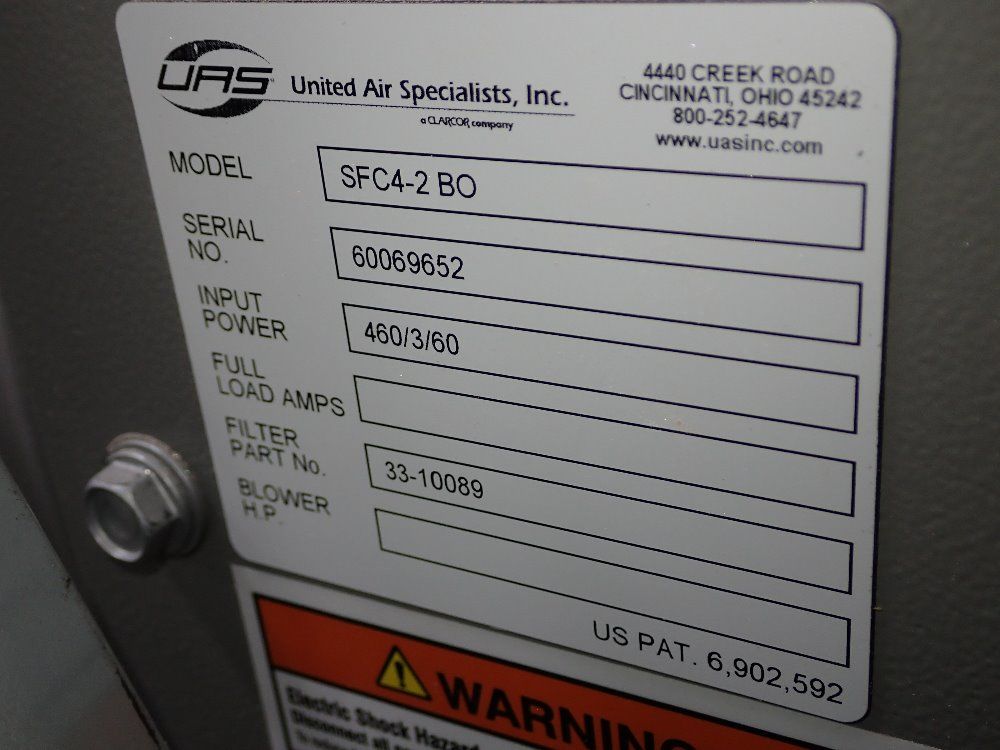 UAS United Air Specialists, Inc.
a CLARCOR company
4440 CREEK ROAD
CINCINNATI, OHIO 45242
800-252-4647
www.uasinc.com
MODEL SFC4-2 BO
SERIAL
NO. 60069652
INPUT
POWER 460/3/60
FULL
LOAD AMPS
FILTER
PART No. 33-10089
BLOWER
H.P.
US PAT. 6,902,592
WARNING
Electric Shock Hazard
Disconnect all